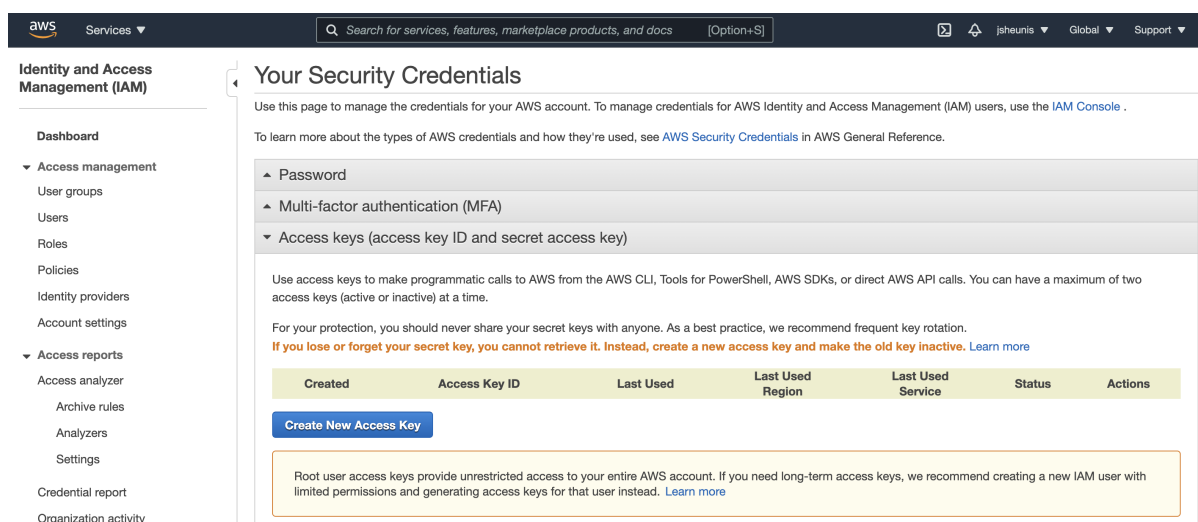 aws Services Search for services, features, marketplace products, and docs [Option+S] jsheunis Global Support
Identity and Access
Management (IAM)
Dashboard
Access management
User groups
Users
Roles
Policies
Identity providers
Account settings
Access reports
Access analyzer
Archive rules
Analyzers
Settings
Credential report
Organization activity
Your Security Credentials
Use this page to manage the credentials for your AWS account. To manage credentials for AWS Identity and Access Management (IAM) users, use the IAM Console .
To learn more about the types of AWS credentials and how they're used, see AWS Security Credentials in AWS General Reference.
Password
Multi-factor authentication (MFA)
Access keys (access key ID and secret access key)
Use access keys to make programmatic calls to AWS from the AWS CLI, Tools for PowerShell, AWS SDKs, or direct AWS API calls. You can have a maximum of two
access keys (active or inactive) at a time.
For your protection, you should never share your secret keys with anyone. As a best practice, we recommend frequent key rotation.
If you lose or forget your secret key, you cannot retrieve it. Instead, create a new access key and make the old key inactive. Learn more
Created Access Key ID Last Used Last Used Region Last Used Service Status Actions
Create New Access Key
Root user access keys provide unrestricted access to your entire AWS account. If you need long-term access keys, we recommend creating a new IAM user with
limited permissions and generating access keys for that user instead. Learn more